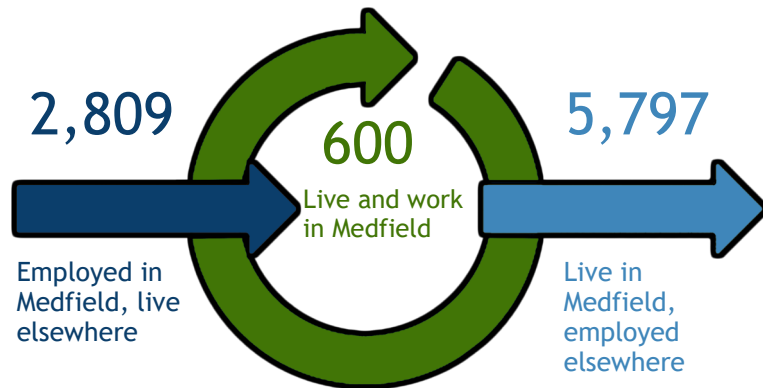 2,809
Employed in
Medfield, live
elsewhere
600
Live and work
in Medfield
5,797
Live in
Medfield,
employed
elsewhere